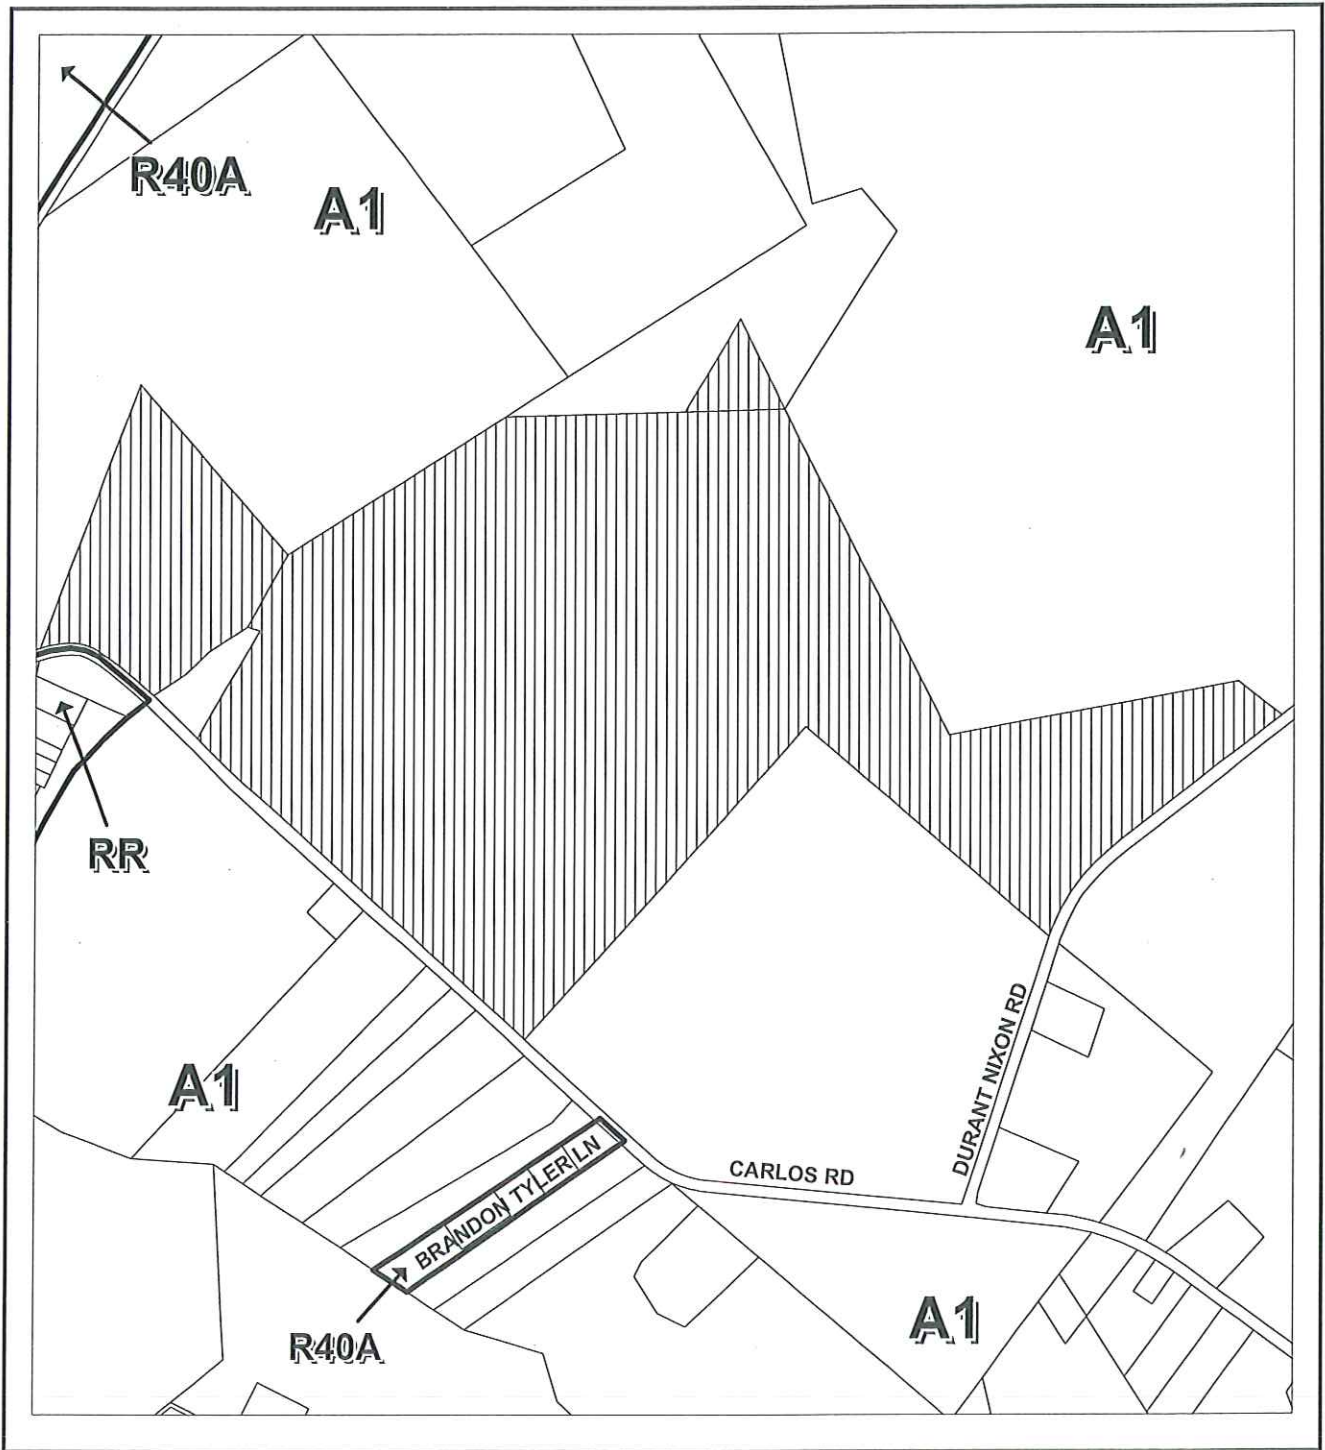 R40A
A1
A1
RR
DURANT NIXON RD
A1
CARLOS RD
BRANDON TYLER LN
A1
R40A